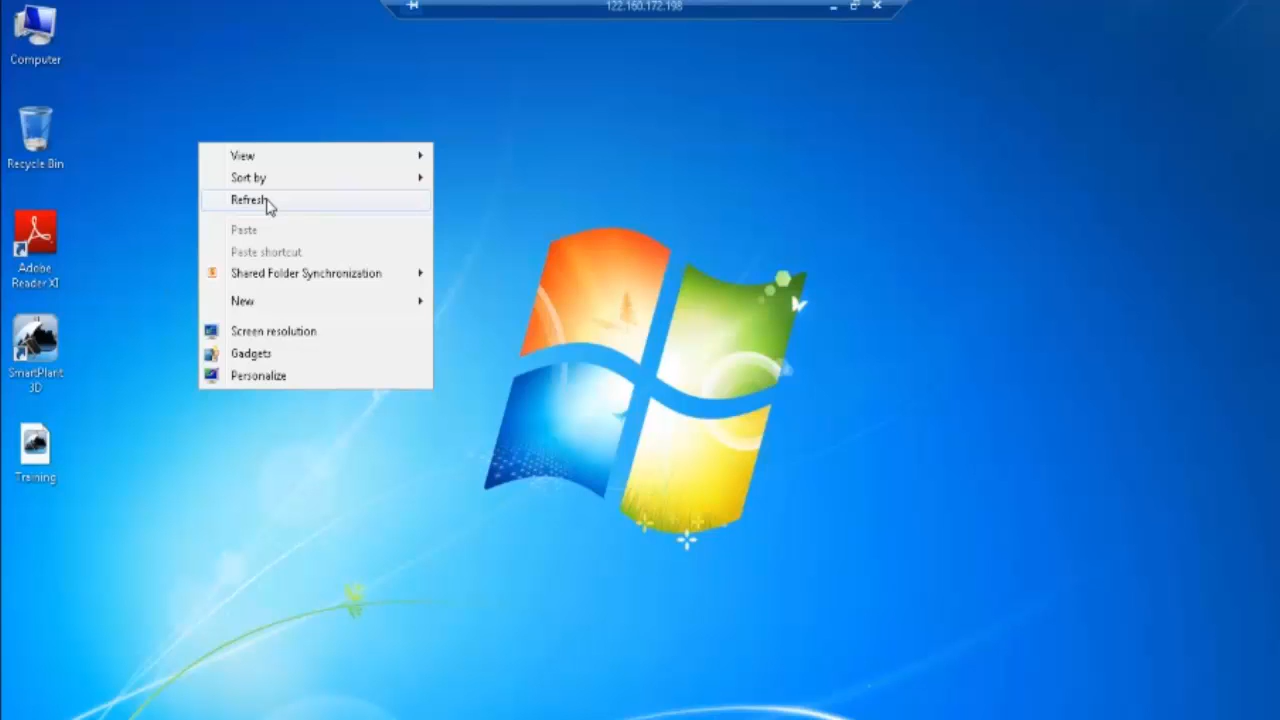 122.160.172.198
Computer
Recycle Bin
Adobe
Reader XI
SmartPlant
3D
Training
View
Sort by
Refresh
Paste
Paste shortcut
Shared Folder Synchronization
New
Screen resolution
Gadgets
Personalize